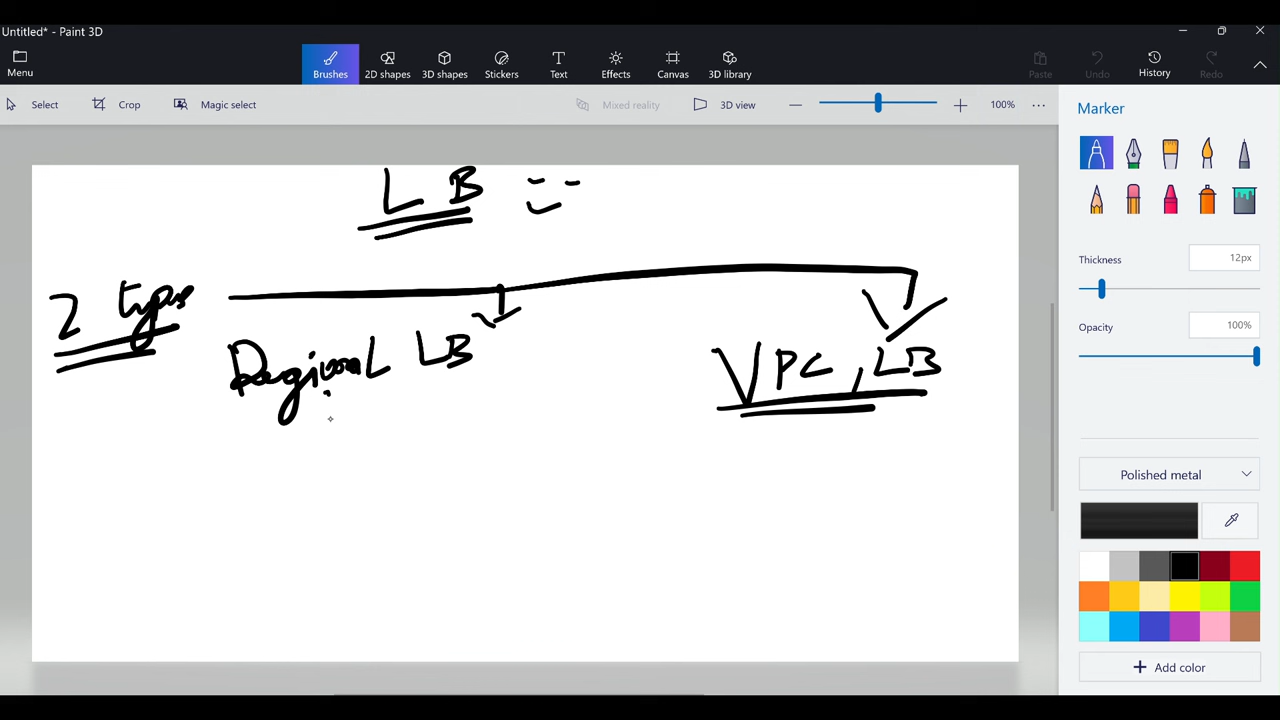 Untitled* - Paint 3D
Menu
Brushes
2D shapes
3D shapes
Stickers
Text
Effects
Canvas
3D library
Paste
Undo
History
Redo
Select
Crop
Magic select
Mixed reality
3D view
100%
Marker
Thickness
12px
Opacity
100%
Polished metal
Add color
LB
2 types
Regional LB
VPC, LB